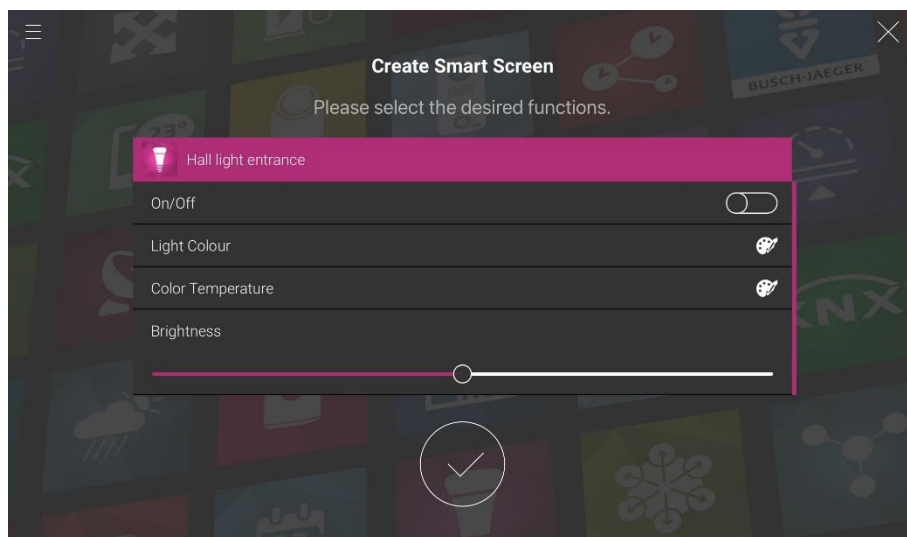 Create Smart Screen
BUSCH-JAEGER
Please select the desired functions.
23°
Hall light entrance
On/Off
Light Colour
Color Temperature
KNX
Brightness